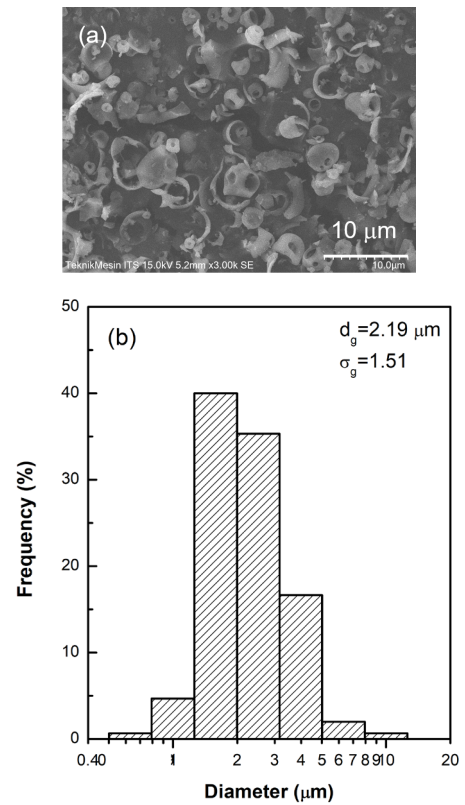 (a)
10 μm
TeknikMesin ITS 15.0kV 5.2mm x3.00k SE
10.0μm
(b)
dg=2.19 μm
σg=1.51
50
40
30
20
10
0
Frequency (%)
0.40 1 2 3 4 5 6 7 8 9 10 20
Diameter (μm)